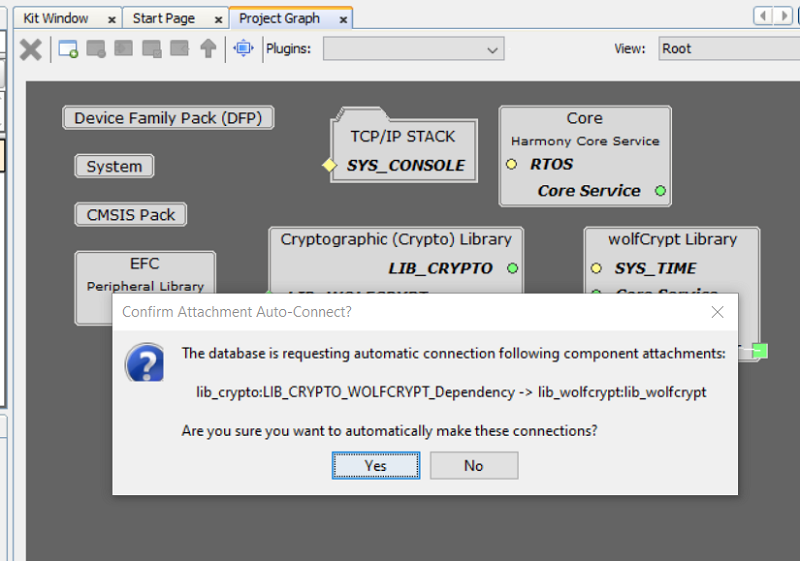 Kit Window
Start Page
Project Graph
Plugins:
View:
Root
Device Family Pack (DFP)
System
CMSIS Pack
EFC
Peripheral Library
TCP/IP STACK
SYS_CONSOLE
Core
Harmony Core Service
RTOS
Core Service
Cryptographic (Crypto) Library
LIB_CRYPTO
wolfCrypt Library
SYS_TIME
Core Service
Confirm Attachment Auto-Connect?
The database is requesting automatic connection following component attachments:
lib_crypto:LIB_CRYPTO_WOLFCRYPT_Dependency -> lib_wolfcrypt:lib_wolfcrypt
Are you sure you want to automatically make these connections?
Yes
No